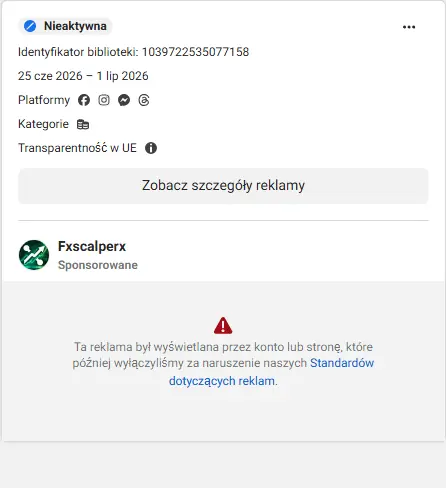 Nieaktywna
Identyfikator biblioteki: 1039722535077158
25 cze 2026 – 1 lip 2026
Platformy
Kategorie
Transparentność w UE
Zobacz szczegóły reklamy
Fxscalperx
Sponsorowane
Ta reklama był wyświetlana przez konto lub stronę, które
później wyłączyliśmy za naruszenie naszych Standardów
dotyczących reklam.